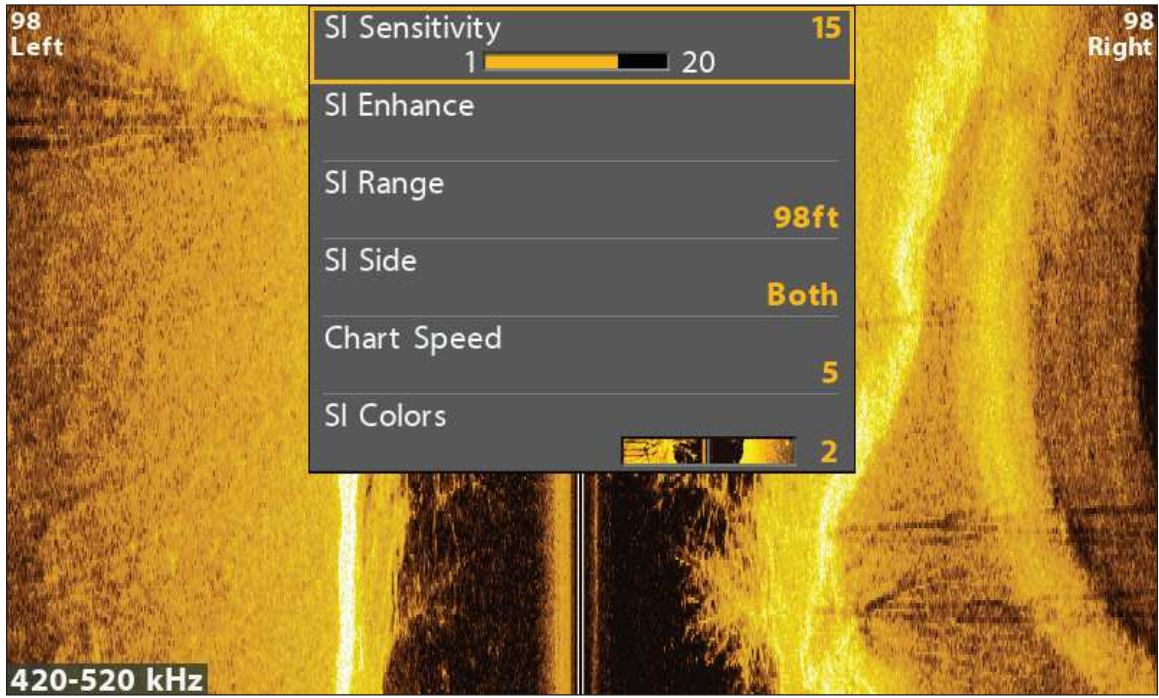 98
Left
98
Right
SI Sensitivity 15
1 20
SI Enhance
SI Range
98ft
SI Side
Both
Chart Speed
5
SI Colors
2
420-520 kHz